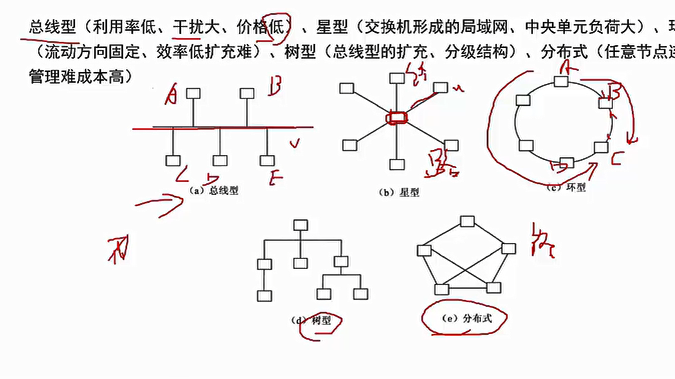 总线型（利用率低、干扰大、价格低）、星型（交换机形成的局域网、中央单元负荷大）、环
（流动方向固定、效率低扩充难）、树型（总线型的扩充、分级结构）、分布式（任意节点连
管理难成本高）
A B
A
B
C
D E
（a）总线型
（b）星型
（c）环型
（d）树型
（e）分布式